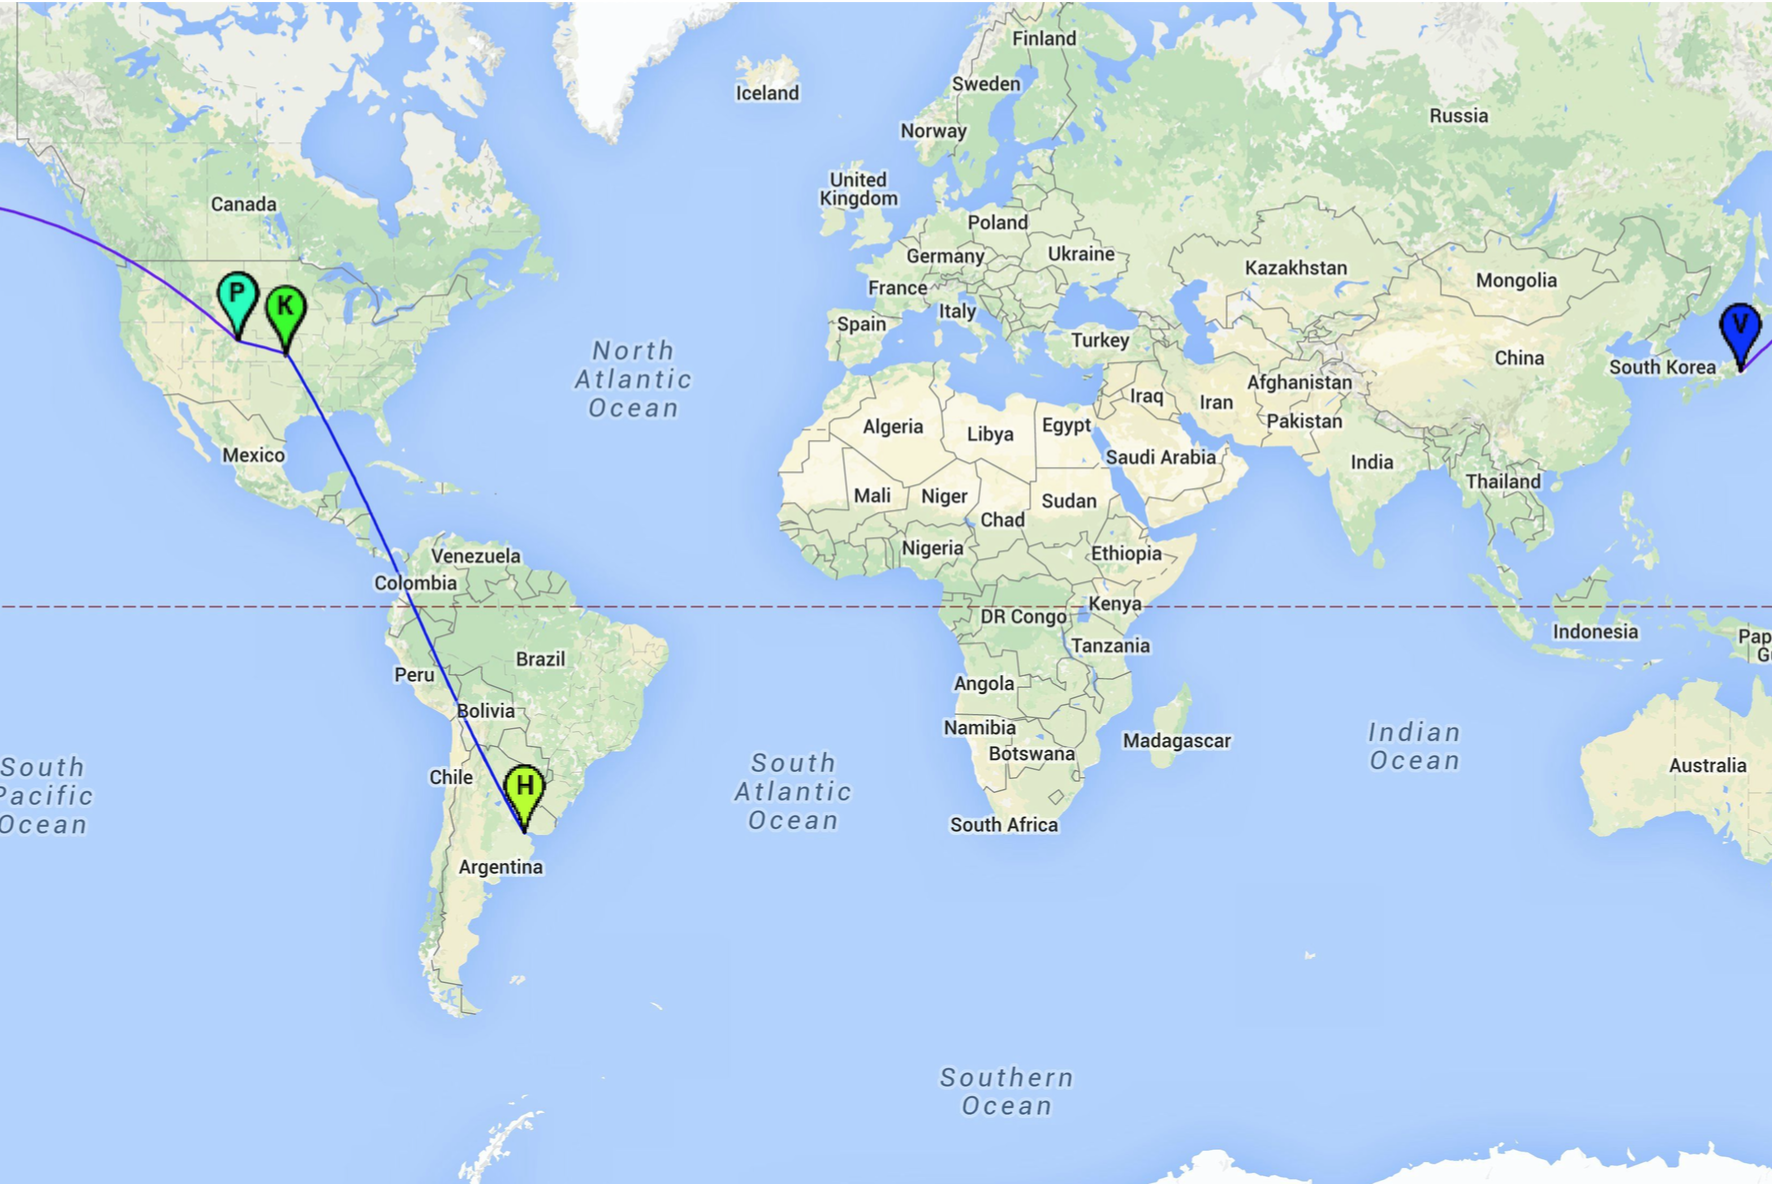 Finland
Sweden
Iceland
Russia
Norway
United
Kingdom
Canada
Poland
Germany
Ukraine
Kazakhstan
Mongolia
France
P
K
Italy
Spain
V
Turkey
North
Atlantic
Ocean
China
South Korea
Afghanistan
Iraq
Iran
Pakistan
Algeria
Libya
Egypt
Mexico
Saudi Arabia
India
Thailand
Mali
Niger
Sudan
Chad
Nigeria
Ethiopia
Venezuela
Colombia
Kenya
DR Congo
Indonesia
Pap
G
Tanzania
Brazil
Peru
Angola
Bolivia
Namibia
Botswana
Madagascar
Indian
Ocean
South
Pacific
Ocean
Chile
H
South
Atlantic
Ocean
Australia
South Africa
Argentina
Southern
Ocean